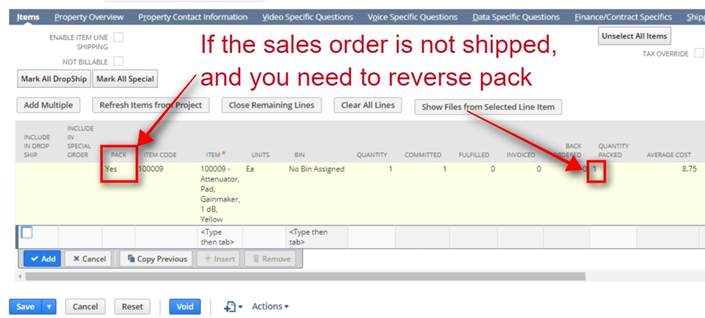 Items Property Overview Property Contact Information Video Specific Questions Voice Specific Questions Data Specific Questions Finance/Contract Specifics
ENABLE ITEM LINE
SHIPPING
Unselect All Items
NOT BILLABLE
TAX OVERRIDE
If the sales order is not shipped,
and you need to reverse pack
Mark All DropShip Mark All Special
Add Multiple Refresh Items from Project Close Remaining Lines Clear All Lines Show Files from Selected Line Item
INCLUDE
IN DROP
SHIP
INCLUDE
IN
SPECIAL
ORDER
PACK
ITEM CODE
ITEM *
UNITS
BIN
QUANTITY
COMMITTED
FULFILLED
INVOICED
BACK
ORDERED
QUANTITY
PACKED
AVERAGE COST
Yes 100009 100009 - Ea No Bin Assigned 1 1 0 0 0 1 8.75
Attenuator,
Pad,
Gainmaker,
1 dB,
Yellow
<Type <Type then
then tab> tab>
Add Cancel Copy Previous Insert Remove
Save Cancel Reset Void Actions